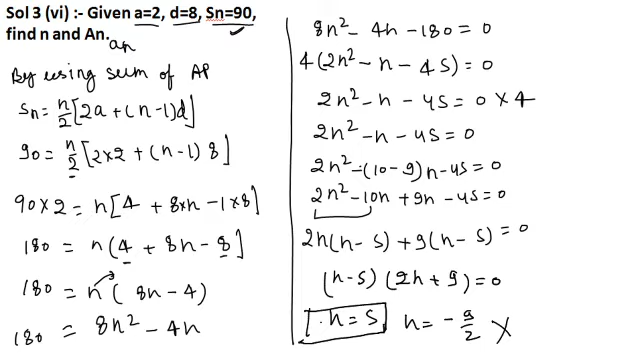 Sol 3 (vi) :- Given a=2, d=8, Sn=90,
find n and An.
an
By using sum of AP
Sn = n/2 [2a + (n-1)d]
90 = n/2 [2×2 + (n-1) 8]
90×2 = n[4 + 8×n - 1×8]
180 = n(4 + 8n - 8]
180 = n (8n - 4)
180 = 8n² - 4n
8n² - 4n - 180 = 0
4(2n² - n - 45) = 0
2n² - n - 45 = 0 × 4
2n² - n - 45 = 0
2n² - (10 - 9)n - 45 = 0
2n² - 10n + 9n - 45 = 0
2n(n - 5) + 9(n - 5) = 0
(n-5) (2n + 9) = 0
n = 5 n = - 9/2 ×